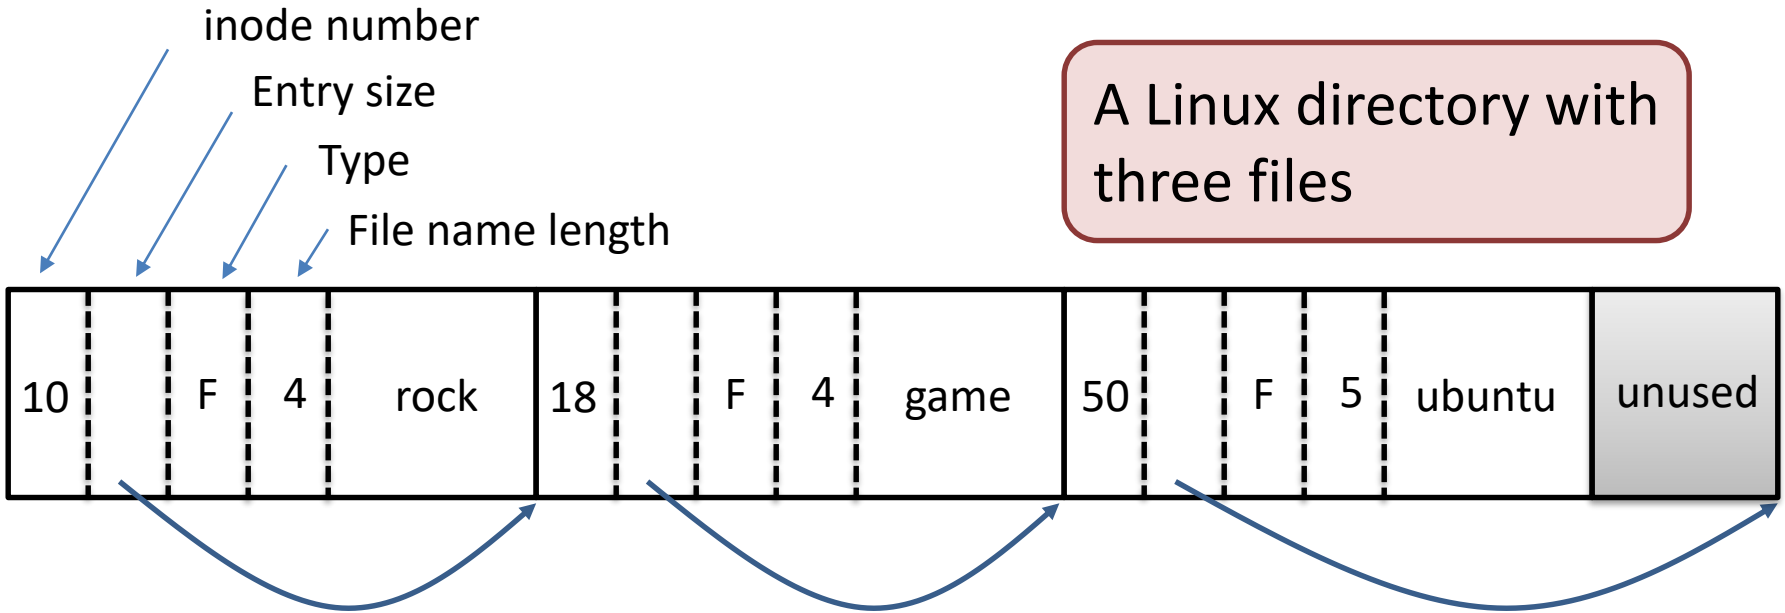 inode number
Entry size
Type
File name length
A Linux directory with
three files
10 F 4 rock 18 F 4 game 50 F 5 ubuntu unused